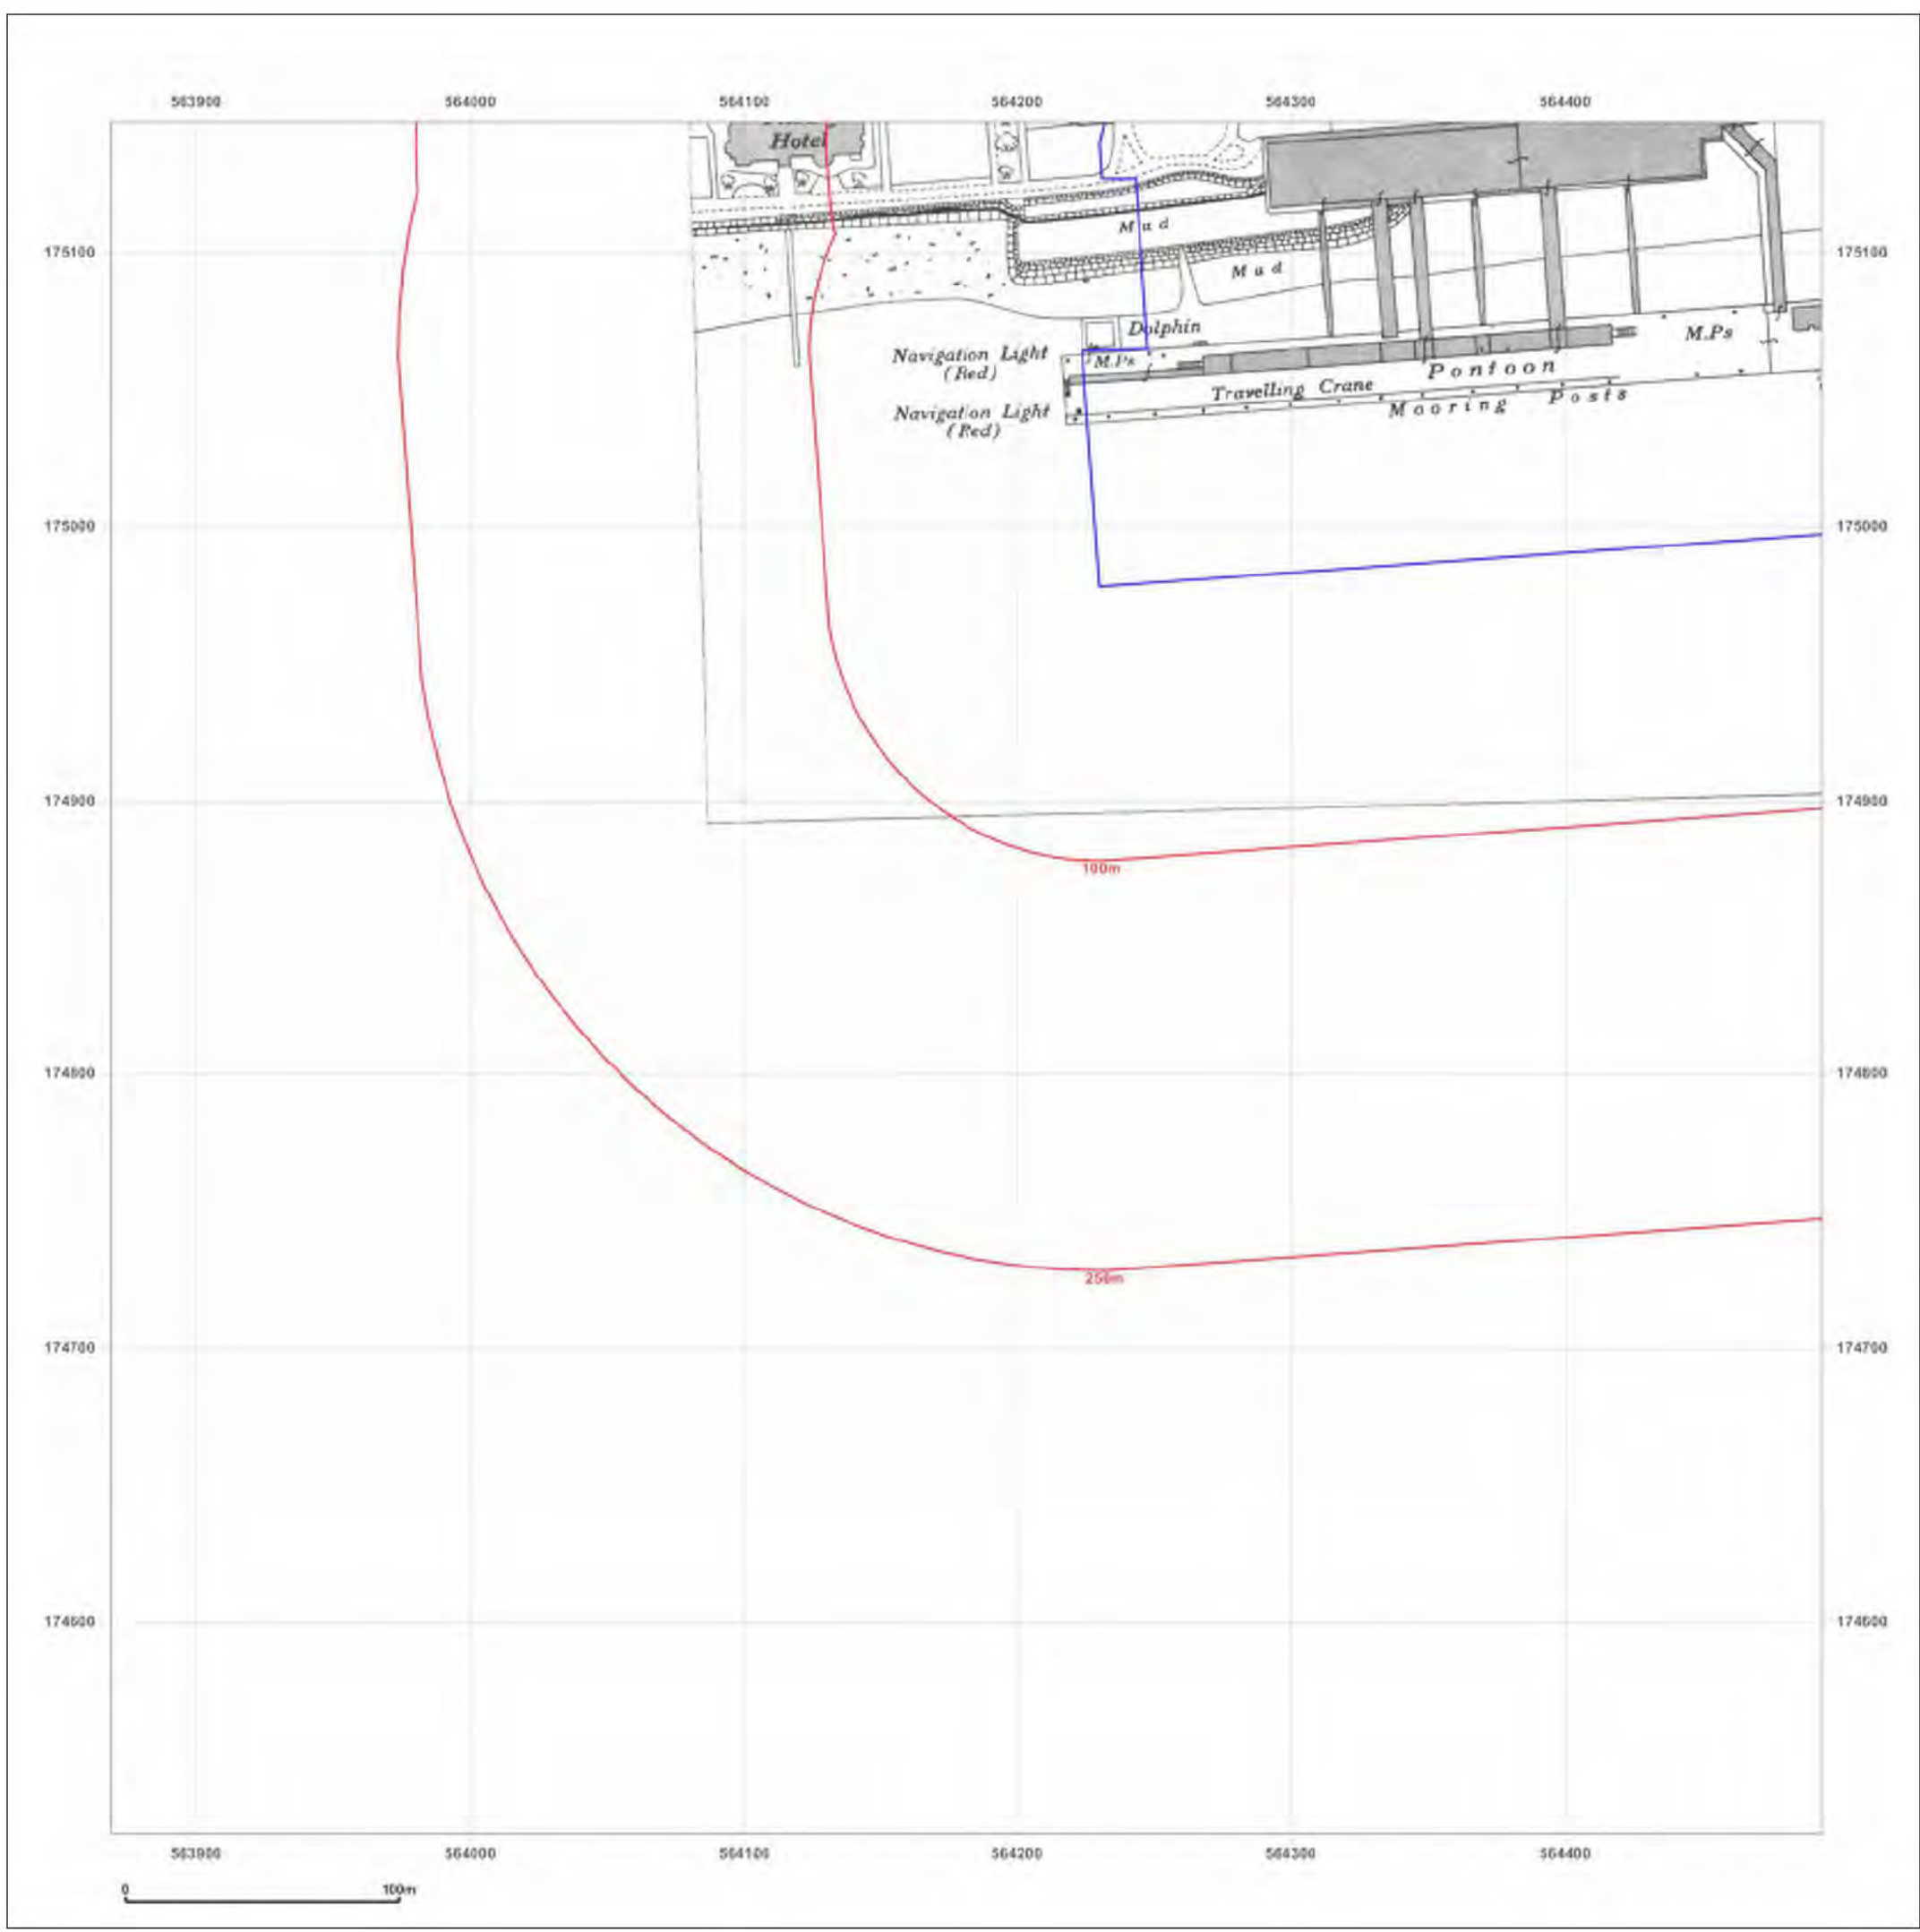 563900 564000 564100 564200 564300 564400
Hotel
175100 175100
Mud
Mud
Dolphin
Navigation Light
(Red)
M.Ps
M.Ps
Pontoon
Travelling Crane
Mooring Posts
Navigation Light
(Red)
175000 175000
174900 174900
100m
174800 174800
250m
174700 174700
174600 174600
563900 564000 564100 564200 564300 564400
0 100m